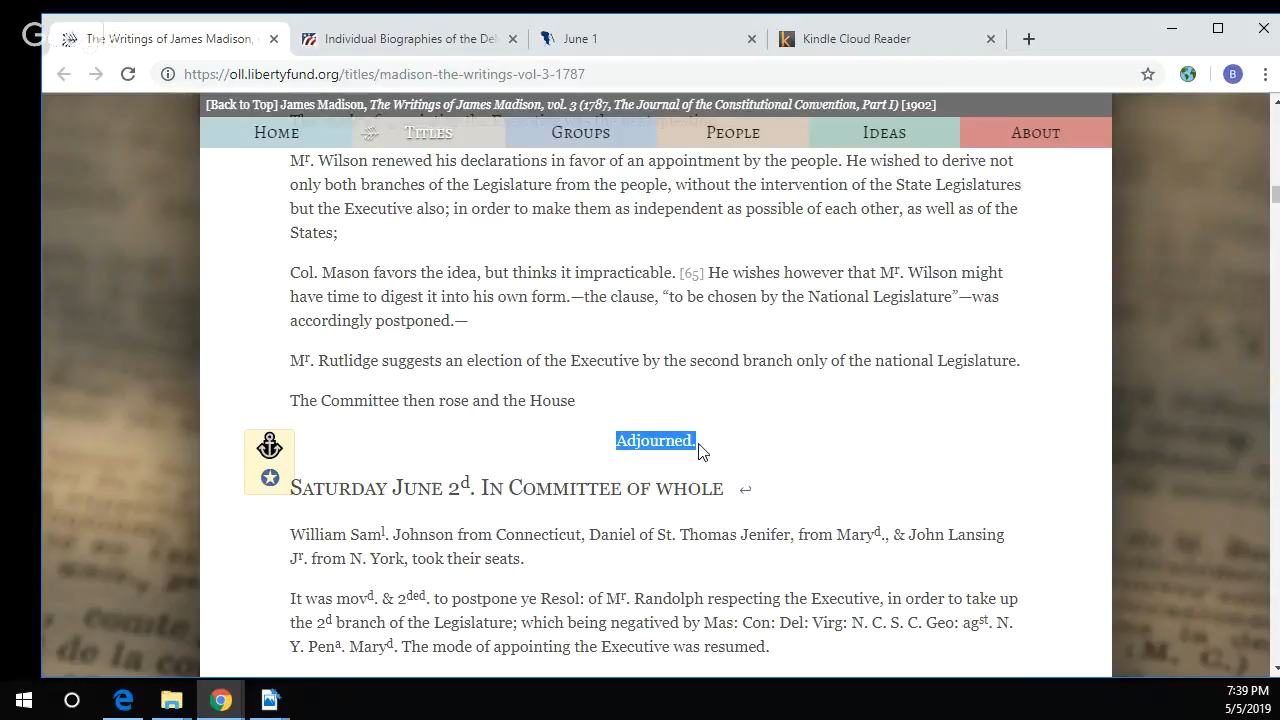 The Writings of James Madison,
Individual Biographies of the Del
June 1
Kindle Cloud Reader
https://oll.libertyfund.org/titles/madison-the-writings-vol-3-1787
B
[Back to Top] James Madison, The Writings of James Madison, vol. 3 (1787, The Journal of the Constitutional Convention, Part I) [1902]
Home Titles Groups People Ideas About
Mr. Wilson renewed his declarations in favor of an appointment by the people. He wished to derive not
only both branches of the Legislature from the people, without the intervention of the State Legislatures
but the Executive also; in order to make them as independent as possible of each other, as well as of the
States;
Col. Mason favors the idea, but thinks it impracticable. [65] He wishes however that Mr. Wilson might
have time to digest it into his own form.—the clause, “to be chosen by the National Legislature”—was
accordingly postponed.—
Mr. Rutlidge suggests an election of the Executive by the second branch only of the national Legislature.
The Committee then rose and the House
Adjourned.
Saturday June 2d. In Committee of whole ↩
William Saml. Johnson from Connecticut, Daniel of St. Thomas Jenifer, from Maryd., & John Lansing
Jr. from N. York, took their seats.
It was movd. & 2ded. to postpone ye Resol: of Mr. Randolph respecting the Executive, in order to take up
the 2d branch of the Legislature; which being negatived by Mas: Con: Del: Virg: N. C. S. C. Geo: agst. N.
Y. Pena. Maryd. The mode of appointing the Executive was resumed.
7:39 PM
5/5/2019